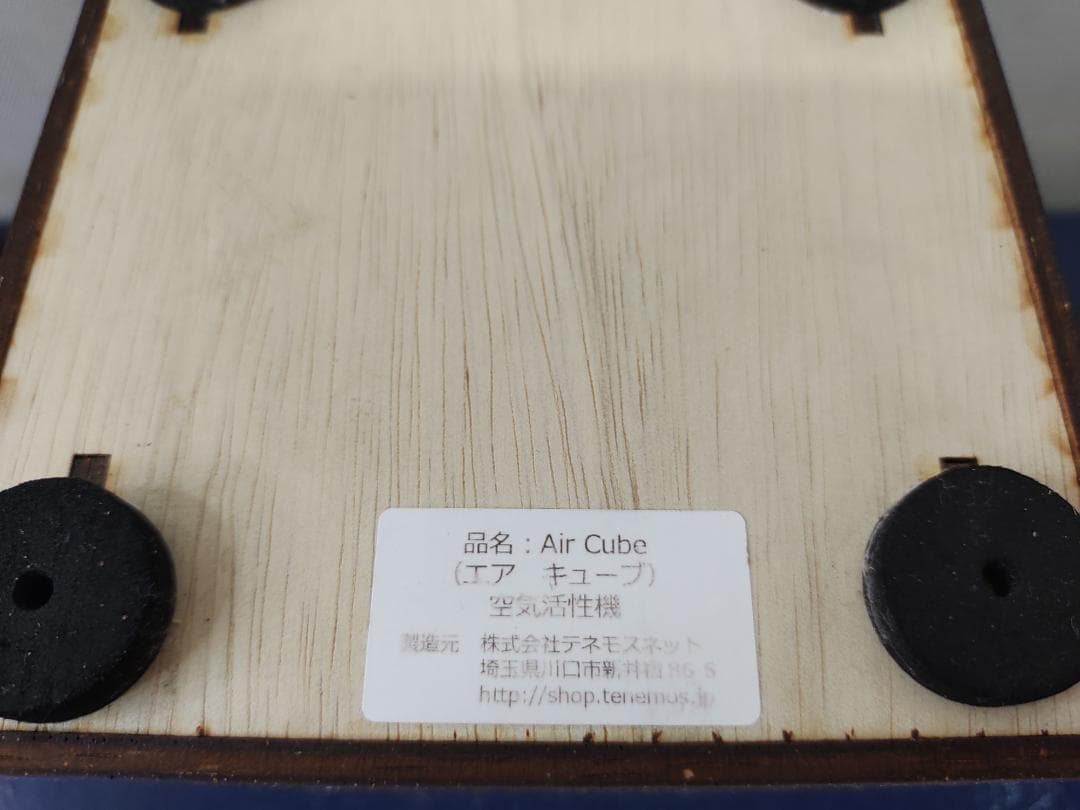 品名：Air Cube
（エア　キューブ）
空気活性機
製造元　株式会社テネモスネット
埼玉県川口市新井宿86
http://shop.tenemos.jp